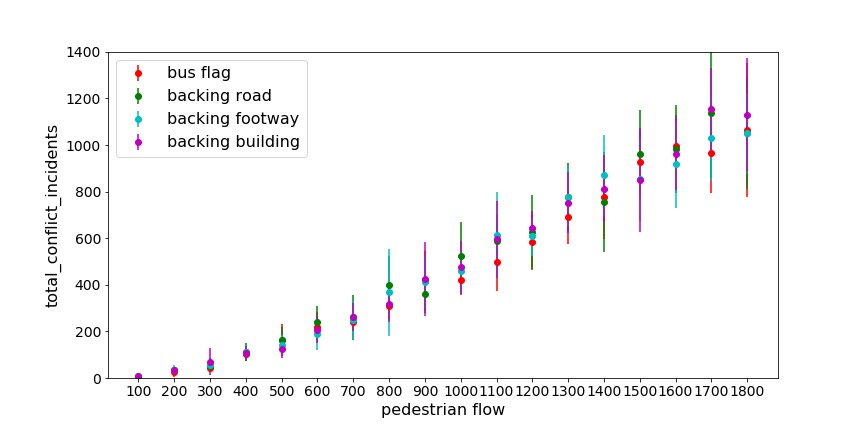 1400
1200
1000
800
600
400
200
0
total_conflict_incidents
bus flag
backing road
backing footway
backing building
100 200 300 400 500 600 700 800 900 1000 1100 1200 1300 1400 1500 1600 1700 1800
pedestrian flow